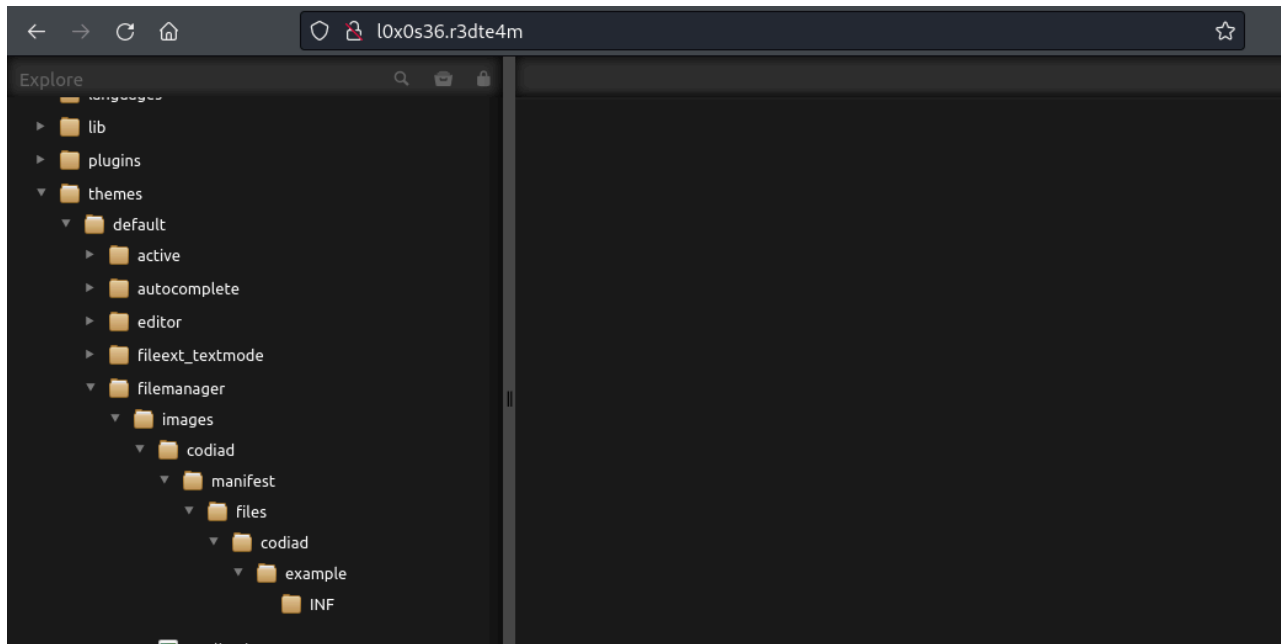 l0x0s36.r3dte4m
Explore
languages
lib
plugins
themes
default
active
autocomplete
editor
fileext_textmode
filemanager
images
codiad
manifest
files
codiad
example
INF